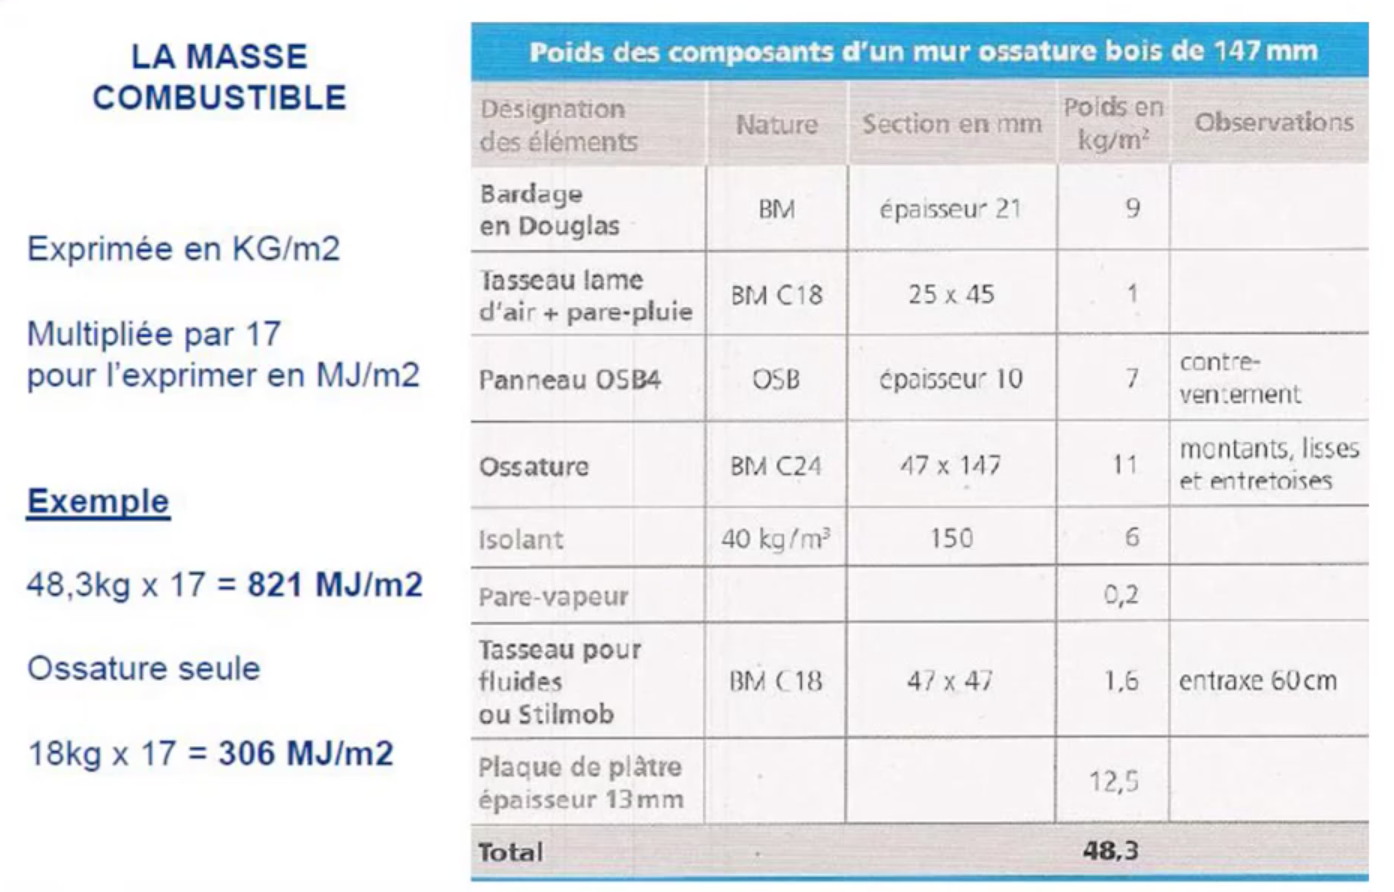 LA MASSE
COMBUSTIBLE
Exprimée en KG/m2
Multipliée par 17
pour l'exprimer en MJ/m2
Exemple
48,3kg x 17 = 821 MJ/m2
Ossature seule
18kg x 17 = 306 MJ/m2
Poids des composants d'un mur ossature bois de 147 mm
Désignation
des éléments
Nature
Section en mm
Poids en
kg/m²
Observations
Bardage
en Douglas
BM
épaisseur 21
9
Tasseau lame
d'air + pare-pluie
BM C18
25 x 45
1
Panneau OSB4
OSB
épaisseur 10
7
contre-
ventement
Ossature
BM C24
47 x 147
11
montants, lisses
et entretoises
Isolant
40 kg/m³
150
6
Pare-vapeur
0,2
Tasseau pour
fluides
ou Stilmob
BM C18
47 x 47
1,6
entraxe 60 cm
Plaque de plâtre
épaisseur 13 mm
12,5
Total
48,3